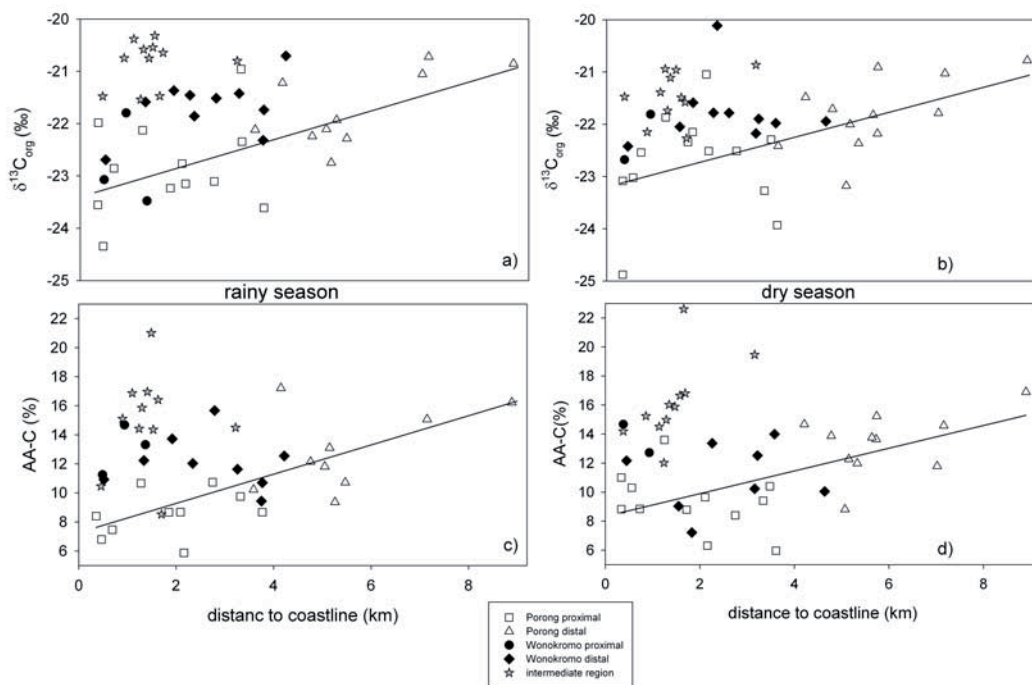 -20
-21
-22
-23
-24
-25
δ¹³C_org (‰)
a)
-20
-21
-22
-23
-24
-25
δ¹³C_org (‰)
b)
rainy season
dry season
22
20
18
16
14
12
10
8
6
AA-C(%)
c)
22
20
18
16
14
12
10
8
6
AA-C(%)
d)
0 2 4 6 8
0 2 4 6 8
distanc to coastline (km)
distance to coastline (km)
Porong proximal
Porong distal
Wonokromo proximal
Wonokromo distal
intermediate region